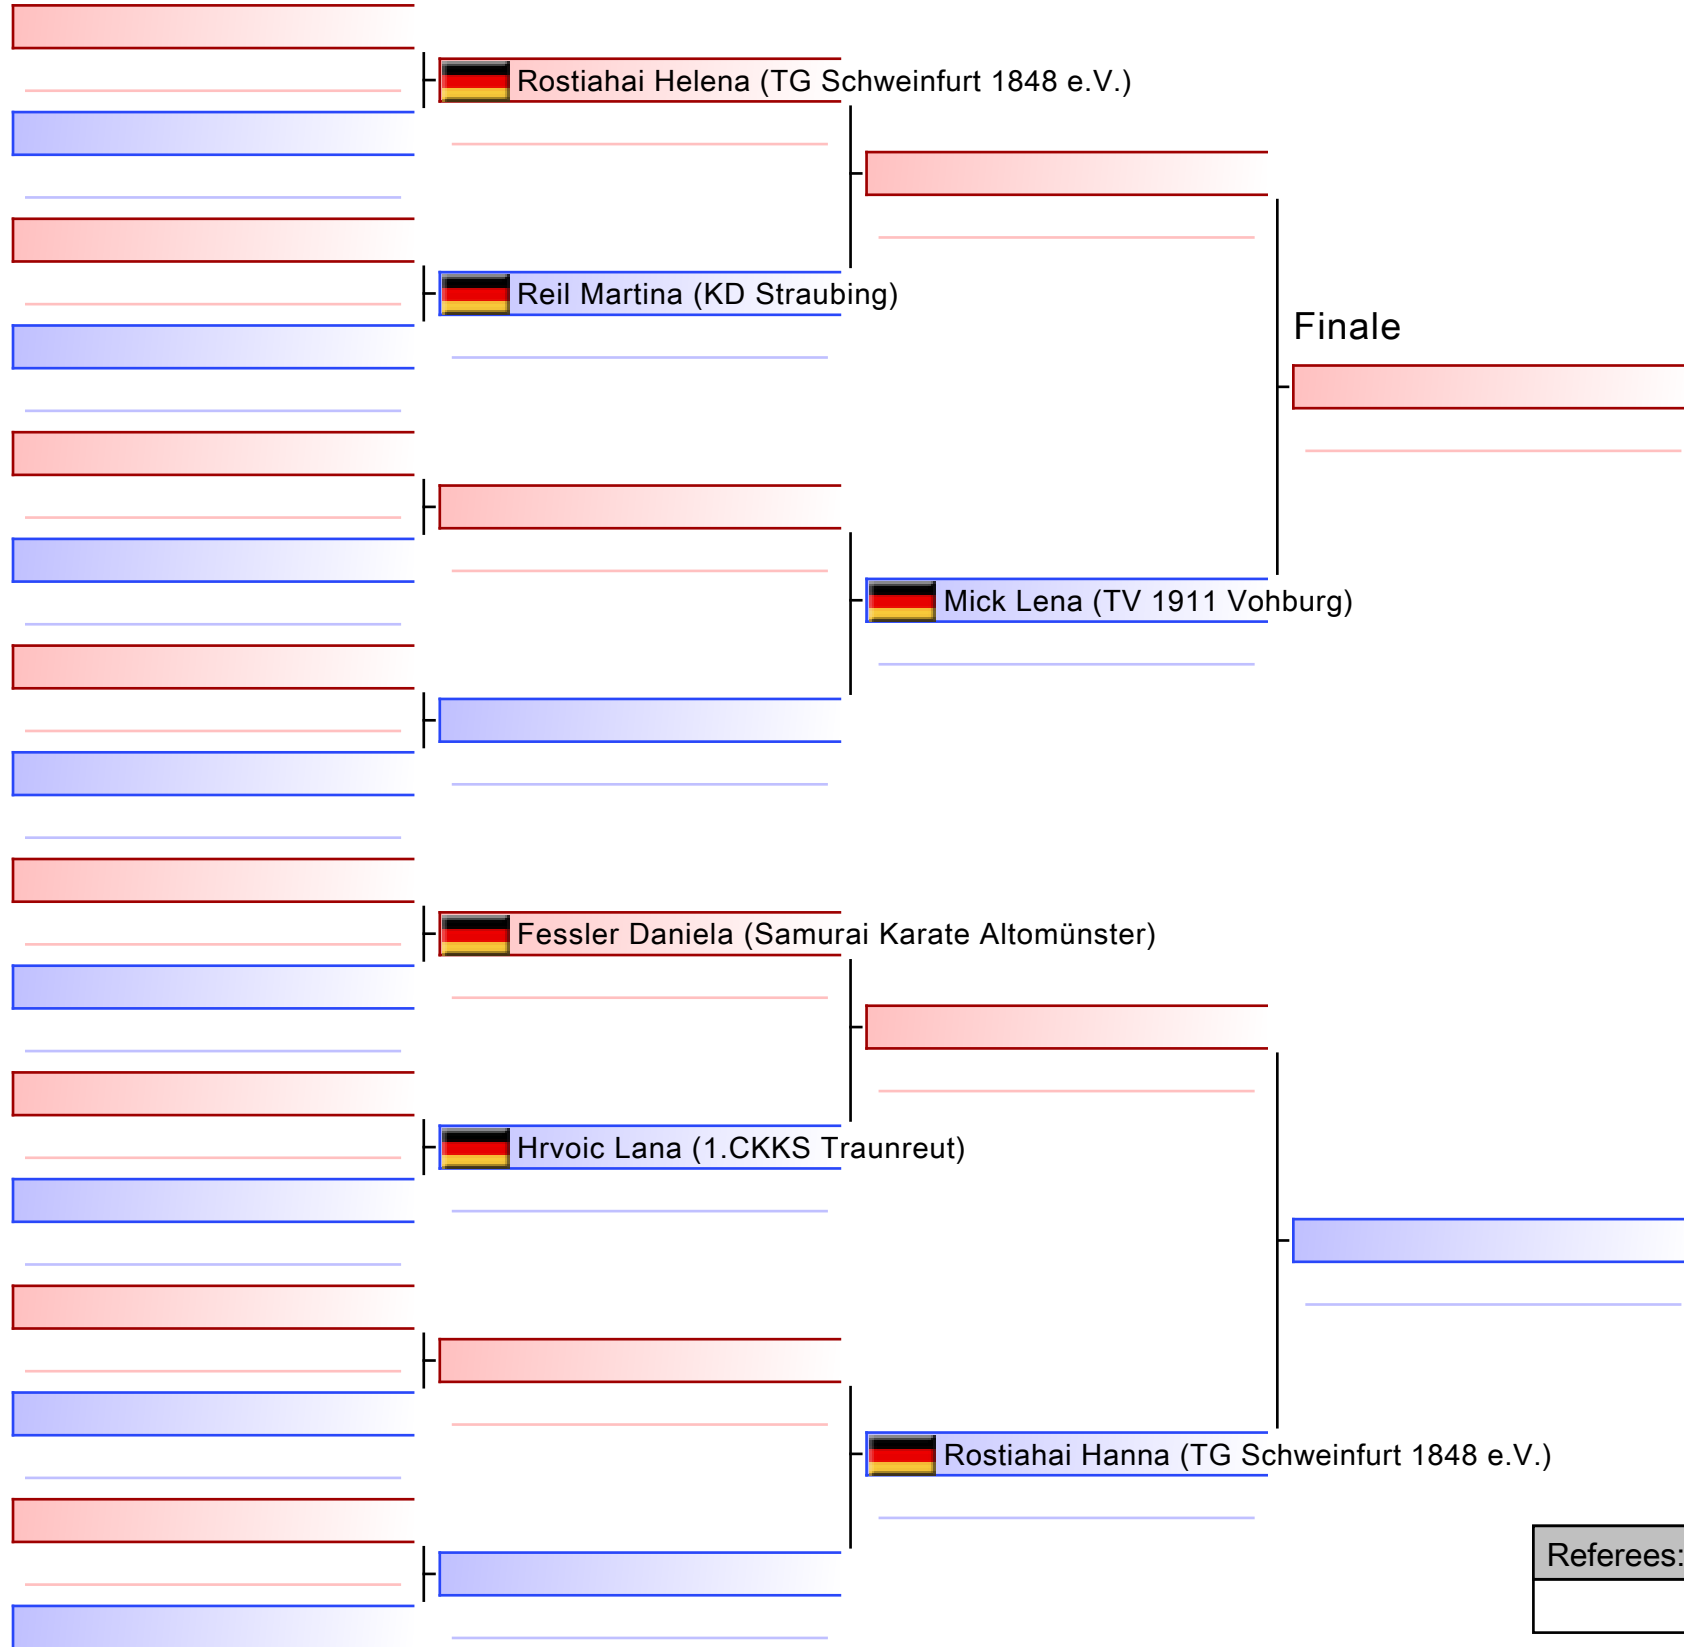 Rostiahai Helena (TG Schweinfurt 1848 e.V.)
Reil Martina (KD Straubing)
Finale
Mick Lena (TV 1911 Vohburg)
Fessler Daniela (Samurai Karate Altomünster)
Hrvoic Lana (1.CKKS Traunreut)
Rostiahai Hanna (TG Schweinfurt 1848 e.V.)
Referees: